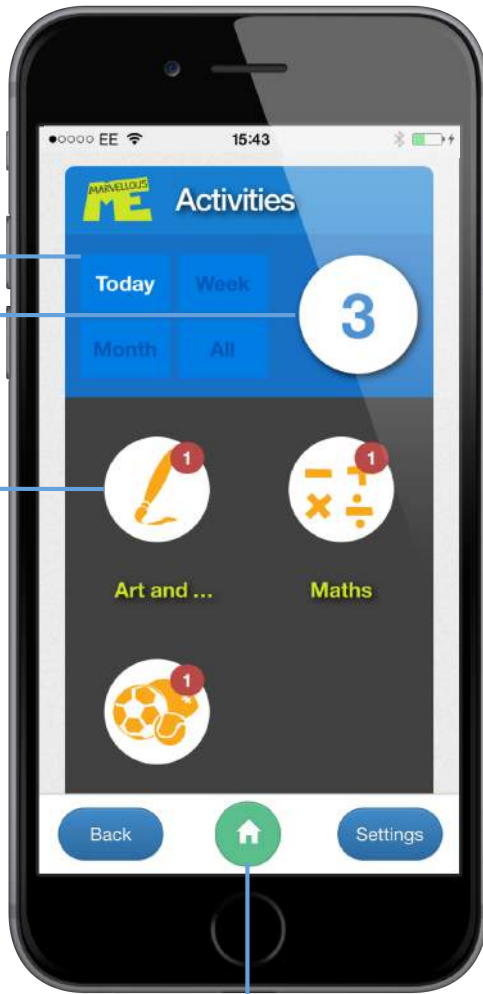 EE 15:43
MARVELLOUS
ME Activities
Today Week
3
Month All
1 1
Art and ... Maths
1
Back Settings